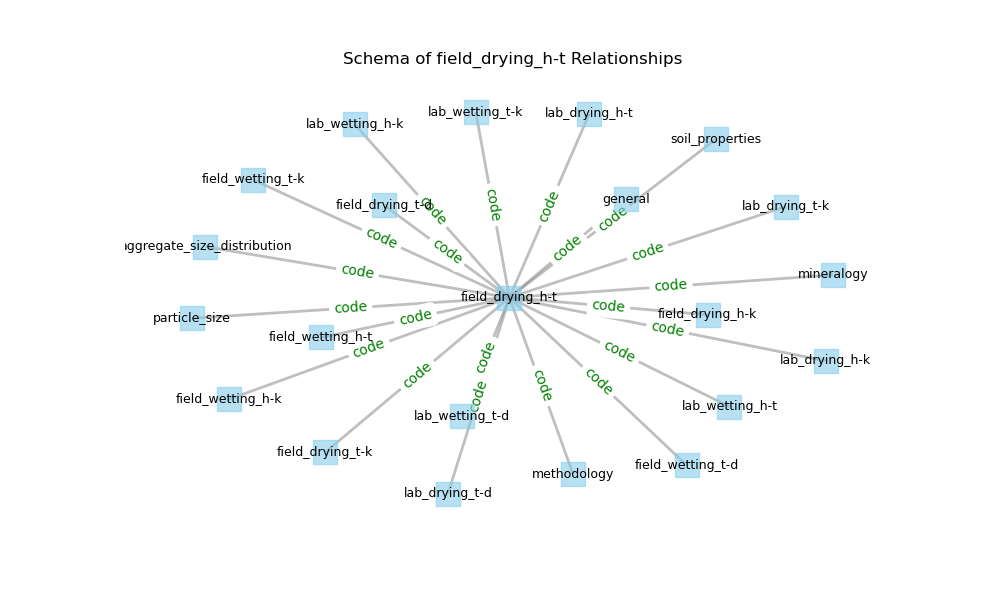 Schema of field_drying_h-t Relationships
lab_wetting_t-k
lab_drying_h-t
lab_wetting_h-k
soil_properties
field_wetting_t-k
general
field_drying_t-d
lab_drying_t-k
code
code
code
code
code
code
code
code
aggregate_size_distribution
code
code
mineralogy
code
field_drying_h-t
code
code
field_drying_h-k
particle_size
code
code
field_wetting_h-t
code
code
code
lab_drying_h-k
code
code
code
code
field_wetting_h-k
lab_wetting_h-t
lab_wetting_t-d
field_drying_t-k
field_wetting_t-d
methodology
lab_drying_t-d